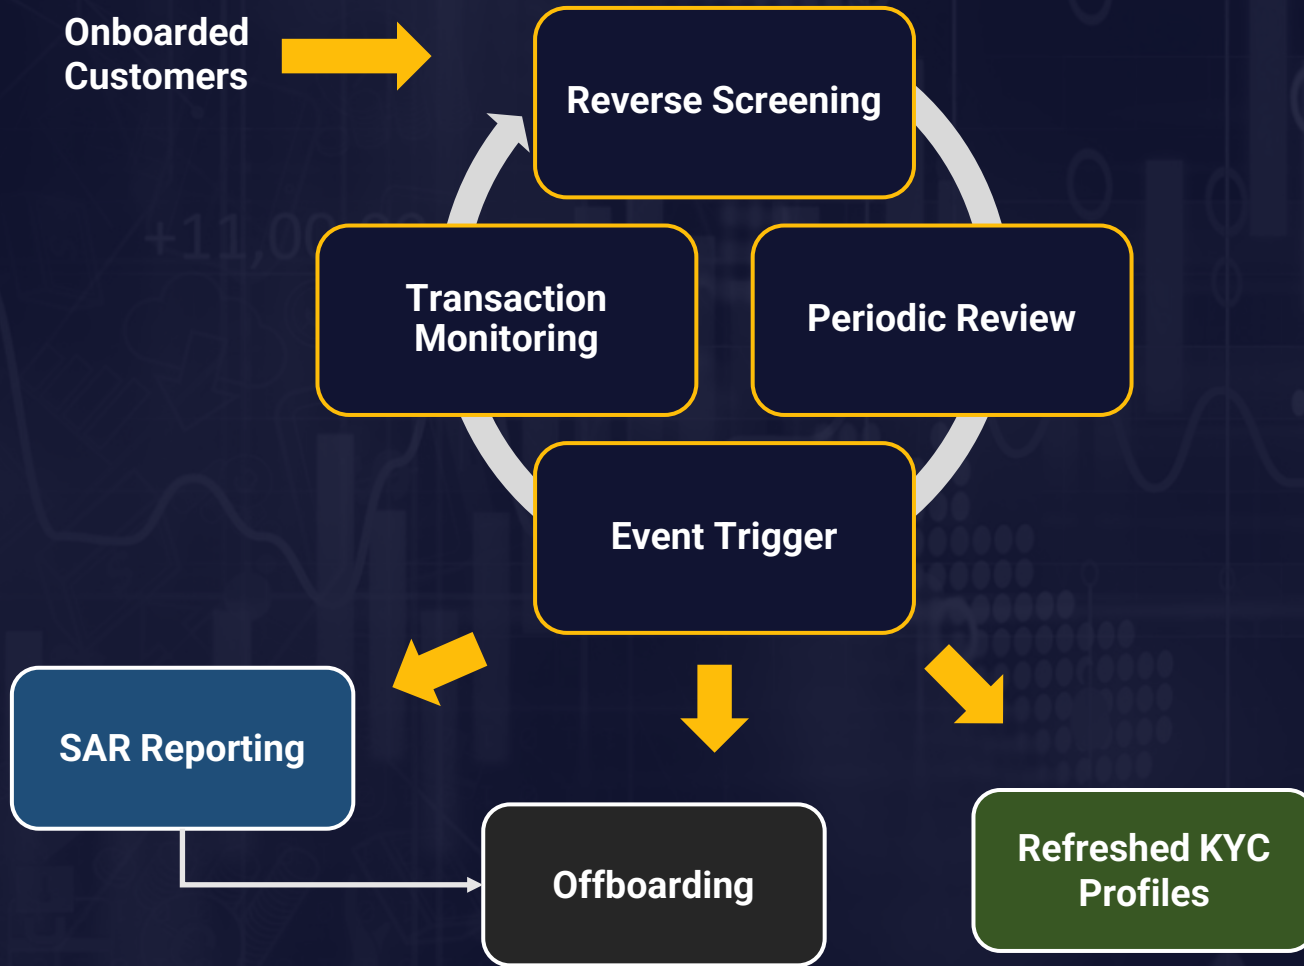 Onboarded
Customers
Reverse Screening
Transaction
Monitoring
Periodic Review
Event Trigger
SAR Reporting
Offboarding
Refreshed KYC
Profiles